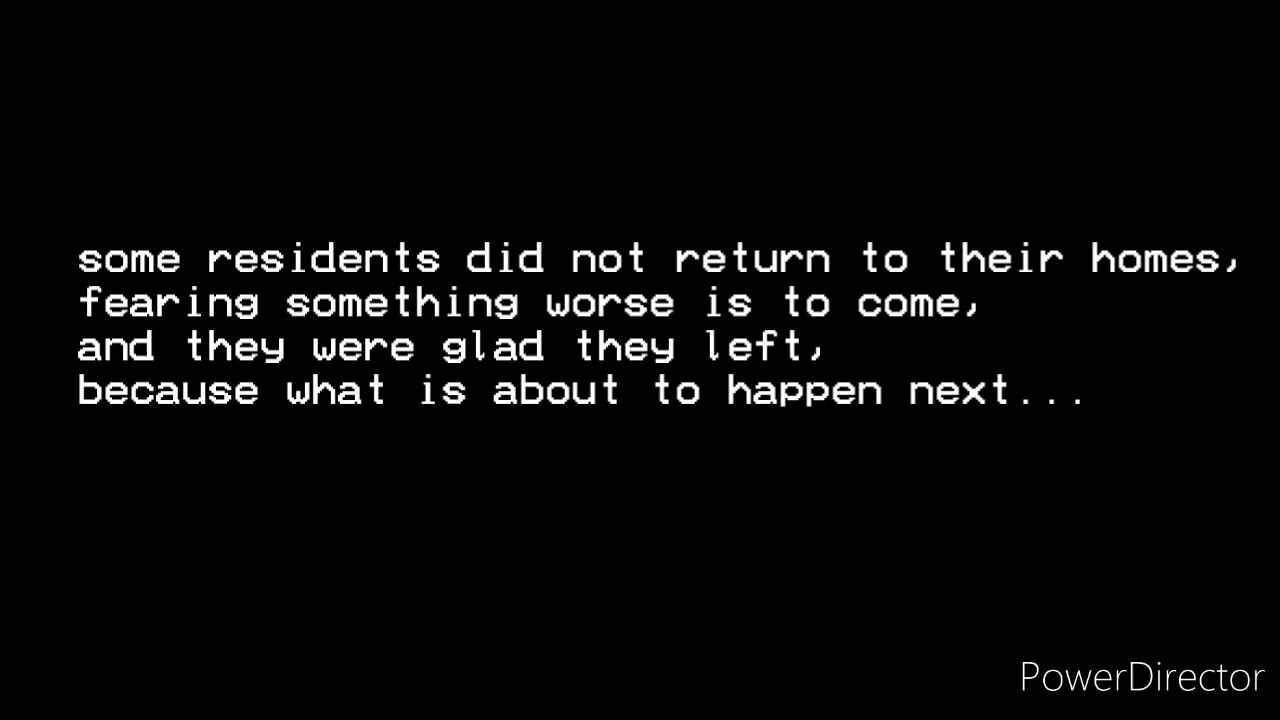 some residents did not return to their homes,
fearing something worse is to come,
and they were glad they left,
because what is about to happen next...
PowerDirector